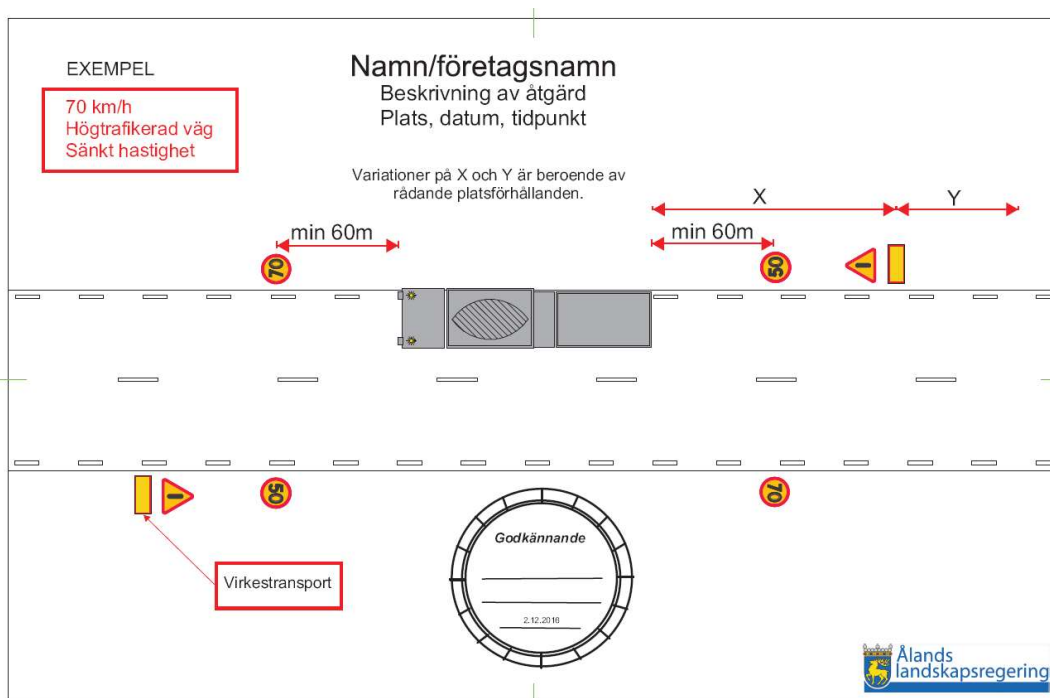 EXEMPEL
70 km/h
Högtrafikerad väg
Sänkt hastighet
Namn/företagsnamn
Beskrivning av åtgärd
Plats, datum, tidpunkt
Variationer på X och Y är beroende av
rådande platsförhållanden.
X
Y
min 60m
min 60m
70
50
50
70
Virkestransport
Godkännande
2.12.2016
Ålands
landskapsregering